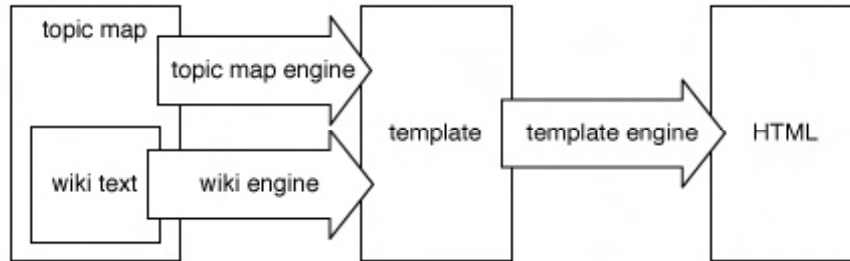 topic map
topic map engine
wiki text
wiki engine
template
template engine
HTML